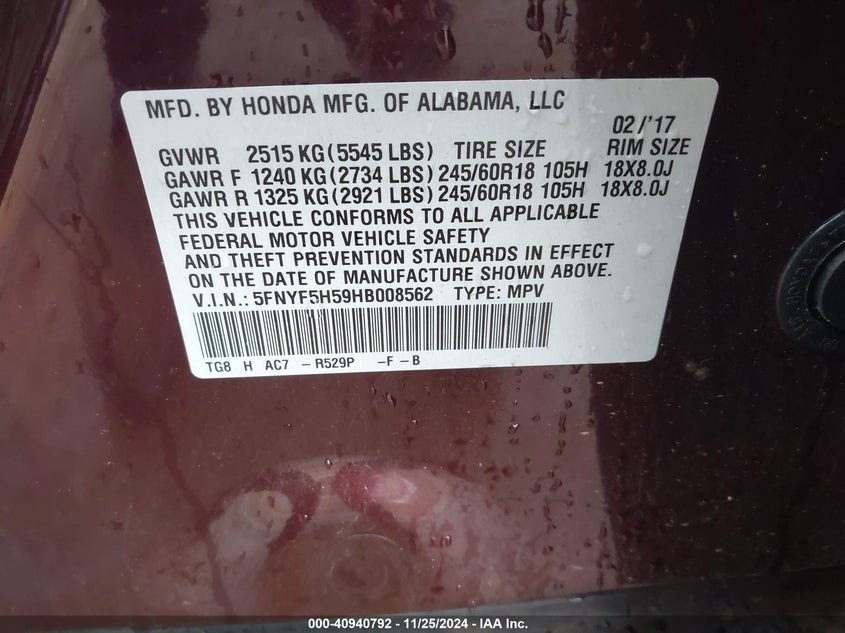 MFD. BY HONDA MFG. OF ALABAMA, LLC
02/'17
GVWR 2515 KG(5545 LBS) TIRE SIZE RIM SIZE
GAWR F 1240 KG(2734 LBS)245/60R18 105H 18X8.0J
GAWR R 1325 KG(2921 LBS)245/60R18 105H 18X8.0J
THIS VEHICLE CONFORMS TO ALL APPLICABLE
FEDERAL MOTOR VEHICLE SAFETY
AND THEFT PREVENTION STANDARDS IN EFFECT
ON THE DATE OF MANUFACTURE SHOWN ABOVE.
V.I.N.: 5FNYF5H59HB008562 TYPE: MPV
TG8 H AC7 -R529P -F-B
000-40940792 - 11/25/2024 - IAA Inc.